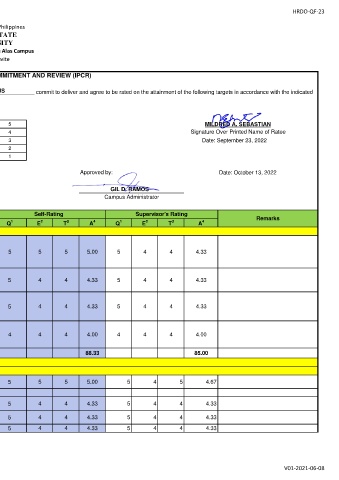 HRDO-QF-23
Philippines
TATE
SITY
Alas Campus
vite
MMITMENT AND REVIEW (IPCR)
commit to deliver and agree to be rated on the attainment of the following targets in accordance with the indicated
5
4
3
2
1
MILDRED A. SEBASTIAN
Signature Over Printed Name of Ratee
Date: September 23, 2022
Approved by:
Date: October 13, 2022
GIL D. RAMOS
Campus Administrator
Self-Rating Supervisor's Rating Remarks
Q¹ E² T³ A⁴ Q¹ E² T³ A⁴
5 5 5 5.00 5 4 4 4.33
5 4 4 4.33 5 4 4 4.33
5 4 4 4.33 5 4 4 4.33
4 4 4 4.00 4 4 4 4.00
88.33 85.00
5 5 5 5.00 5 4 5 4.67
5 4 4 4.33 5 4 4 4.33
5 4 4 4.33 5 4 4 4.33
5 4 4 4.33 5 4 4 4.33
V01-2021-06-08